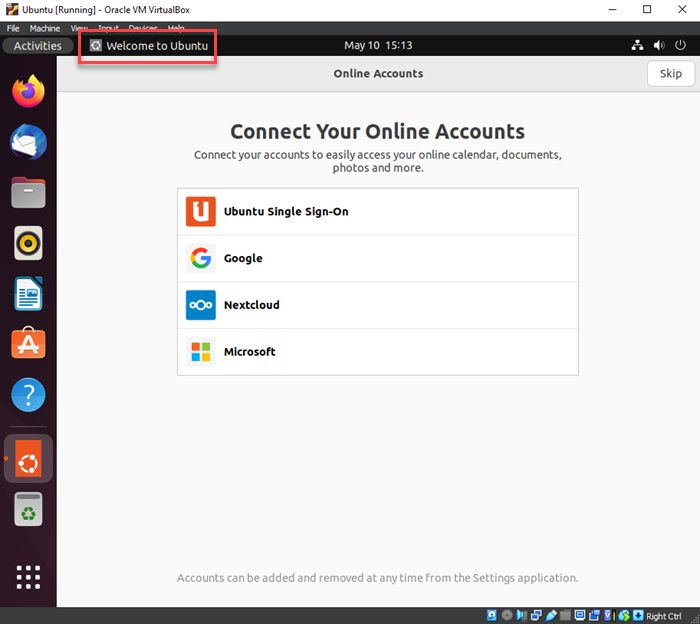 Ubuntu [Running] - Oracle VM VirtualBox
File Machine View Input Devices Help
Activities Welcome to Ubuntu May 10 15:13
Online Accounts Skip
Connect Your Online Accounts
Connect your accounts to easily access your online calendar, documents,
photos and more.
Ubuntu Single Sign-On
Google
Nextcloud
Microsoft
Accounts can be added and removed at any time from the Settings application.
Right Ctrl